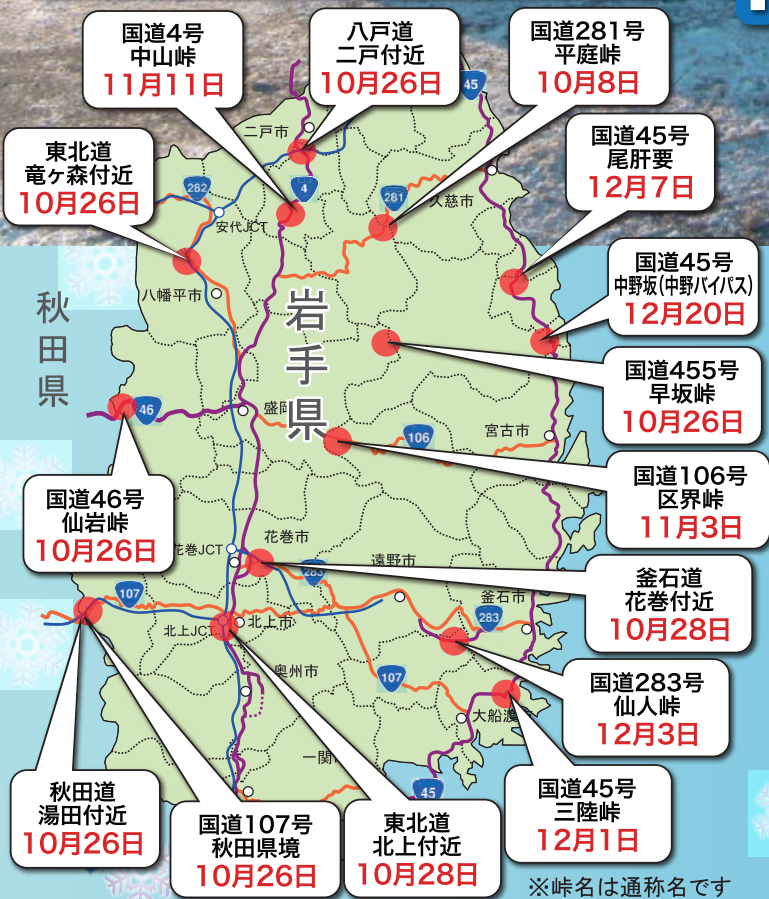 国道4号
中山峠
11月11日
八戸道
二戸付近
10月26日
国道281号
平庭峠
10月8日
45
二戸市
国道45号
尾肝要
12月7日
東北道
竜ヶ森付近
10月26日
282
4
281
久慈市
安代JCT
国道45号
中野坂(中野バイパス)
12月20日
八幡平市
秋田県
岩手県
国道455号
早坂峠
10月26日
46
106
宮古市
国道106号
区界峠
11月3日
国道46号
仙岩峠
10月26日
花巻JCT
花巻市
283
遠野市
釜石道
花巻付近
10月28日
107
釜石市
283
北上JCT
北上市
奥州市
107
国道283号
仙人峠
12月3日
大船渡
45
秋田道
湯田付近
10月26日
国道107号
秋田県境
10月26日
東北道
北上付近
10月28日
国道45号
三陸峠
12月1日
※峠名は通称名です